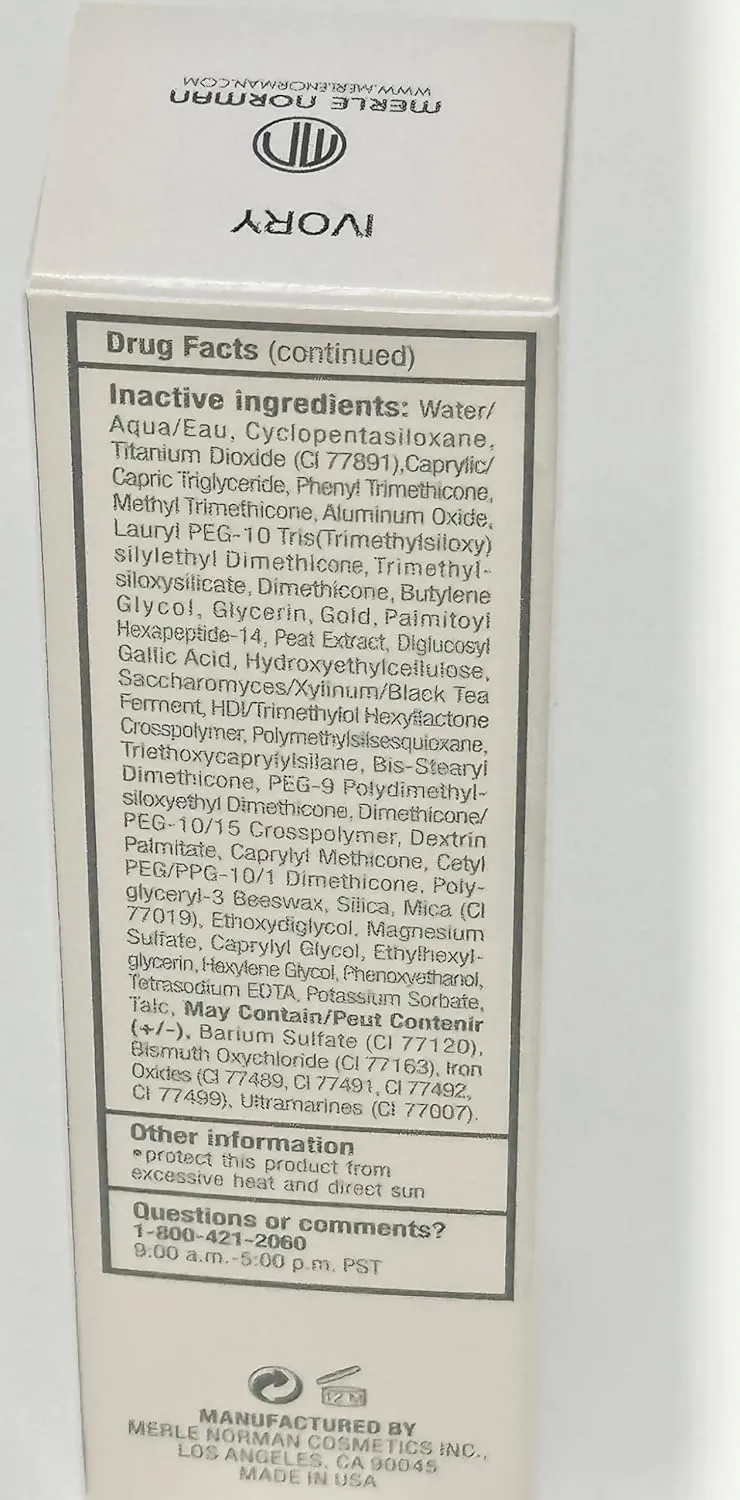 WWW.MERLENORMAN.COM
MERLE NORMAN
IVORY
Drug Facts (continued)
Inactive ingredients: Water/
Aqua/Eau, Cyclopentasiloxane,
Titanium Dioxide (CI 77891),Caprylic/
Capric Triglyceride, Phenyl Trimethicone,
Methyl Trimethicone, Aluminum Oxide,
Lauryl PEG-10 Tris(Trimethylsiloxy)
silylethyl Dimethicone, Trimethyl-
siloxysilicate, Dimethicone, Butylene
Glycol, Glycerin, Gold, Palmitoyl
Hexapeptide-14, Peat Extract, Diglucosyl
Gallic Acid, Hydroxyethylcellulose,
Saccharomyces/Xylinum/Black Tea
Ferment, HDI/Trimethylol Hexyllactone
Crosspolymer, Polymethylsilsesquioxane,
Triethoxycaprylylsilane, Bis-Stearyl
Dimethicone, PEG-9 Polydimethyl-
siloxyethyl Dimethicone, Dimethicone/
PEG-10/15 Crosspolymer, Dextrin
Palmitate, Caprylyl Methicone, Cetyl
PEG/PPG-10/1 Dimethicone, Poly-
glyceryl-3 Beeswax, Silica, Mica (CI
77019), Ethoxydiglycol, Magnesium
Sulfate, Caprylyl Glycol, Ethylhexyl-
glycerin, Hexylene Glycol, Phenoxyethanol,
Tetrasodium EDTA, Potassium Sorbate,
Talc, May Contain/Peut Contenir
(+/-), Barium Sulfate (CI 77120),
Bismuth Oxychloride (CI 77163), Iron
Oxides (CI 77489, CI 77491, CI 77492,
CI 77499), Ultramarines (CI 77007).
Other information
•protect this product from
excessive heat and direct sun
Questions or comments?
1-800-421-2060
9:00 a.m.-5:00 p.m. PST
12 M
MANUFACTURED BY
MERLE NORMAN COSMETICS INC.,
LOS ANGELES, CA 90045
MADE IN USA